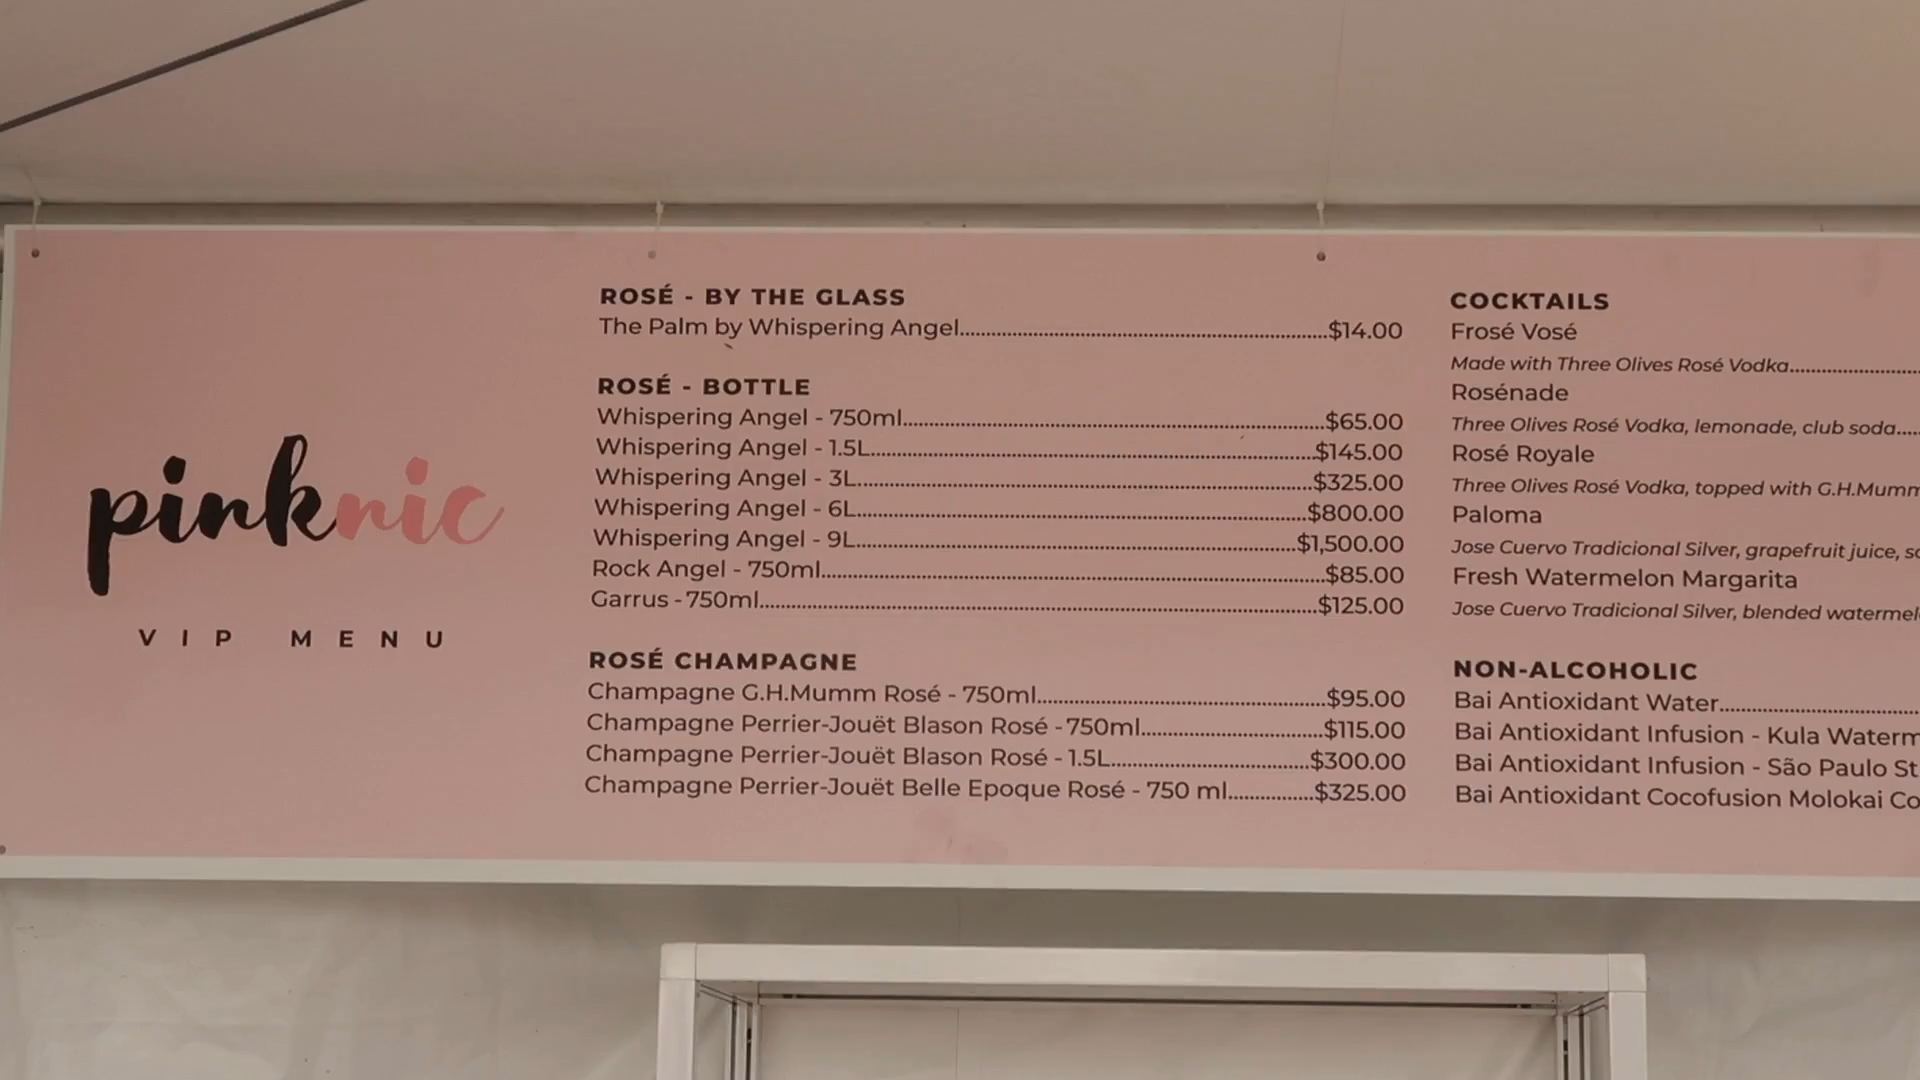 pinknic
VIP MENU
ROSÉ - BY THE GLASS
The Palm by Whispering Angel $14.00
ROSÉ - BOTTLE
Whispering Angel - 750ml $65.00
Whispering Angel - 1.5L $145.00
Whispering Angel - 3L $325.00
Whispering Angel - 6L $800.00
Whispering Angel - 9L $1,500.00
Rock Angel - 750ml $85.00
Garrus - 750ml $125.00
ROSÉ CHAMPAGNE
Champagne G.H.Mumm Rosé - 750ml $95.00
Champagne Perrier-Jouët Blason Rosé - 750ml $115.00
Champagne Perrier-Jouët Blason Rosé - 1.5L $300.00
Champagne Perrier-Jouët Belle Epoque Rosé - 750 ml $325.00
COCKTAILS
Frosé Vosé
Made with Three Olives Rosé Vodka
Rosénade
Three Olives Rosé Vodka, lemonade, club soda
Rosé Royale
Three Olives Rosé Vodka, topped with G.H.Mumm
Paloma
Jose Cuervo Tradicional Silver, grapefruit juice,
Fresh Watermelon Margarita
Jose Cuervo Tradicional Silver, blended
NON-ALCOHOLIC
Bai Antioxidant Water
Bai Antioxidant Infusion - Kula
Bai Antioxidant Infusion - São Paulo
Bai Antioxidant Cocofusion Molokai